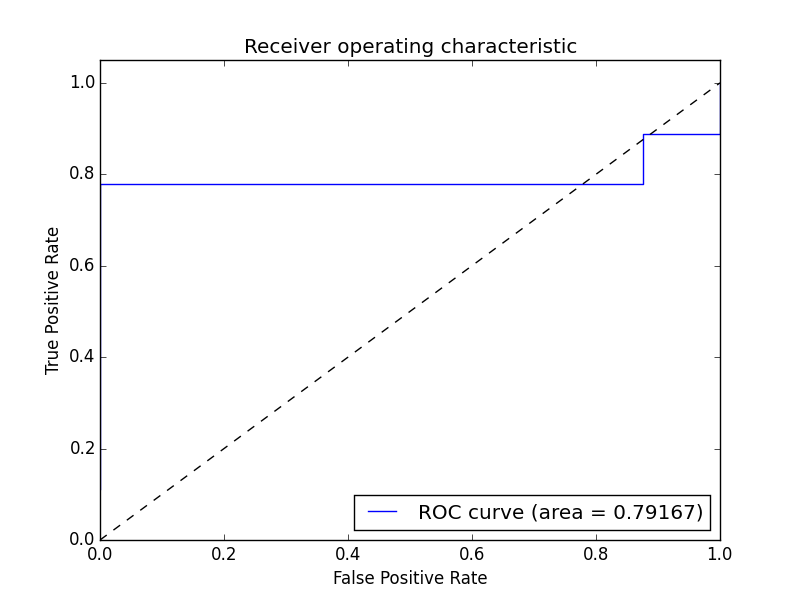 Receiver operating characteristic
1.0
0.8
0.6
0.4
0.2
0.0
True Positive Rate
ROC curve (area = 0.79167)
0.0 0.2 0.4 0.6 0.8 1.0
False Positive Rate